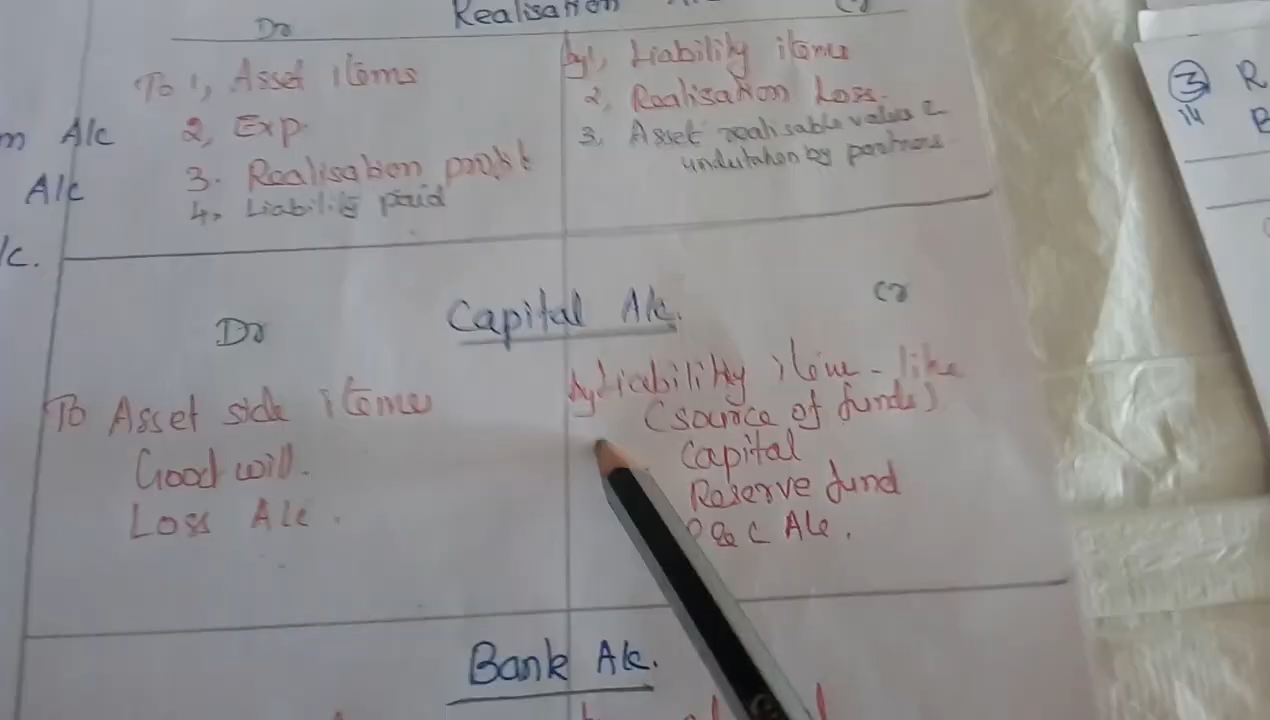 Realisation
Dr
To 1, Asset items
2, Exp.
3. Realisation profit
4, Liability paid
by 1, Liability items
2, Realisation Loss.
3, Asset realisable values &
undertaken by partners
A/c
A/c
/c.
Capital A/c.
Dr
Cr
To Asset side items
Good will.
Loss A/c.
by Liability item - like
(source of funds)
Capital
Reserve fund
P & L A/c.
Bank A/c.
3
14
R
B